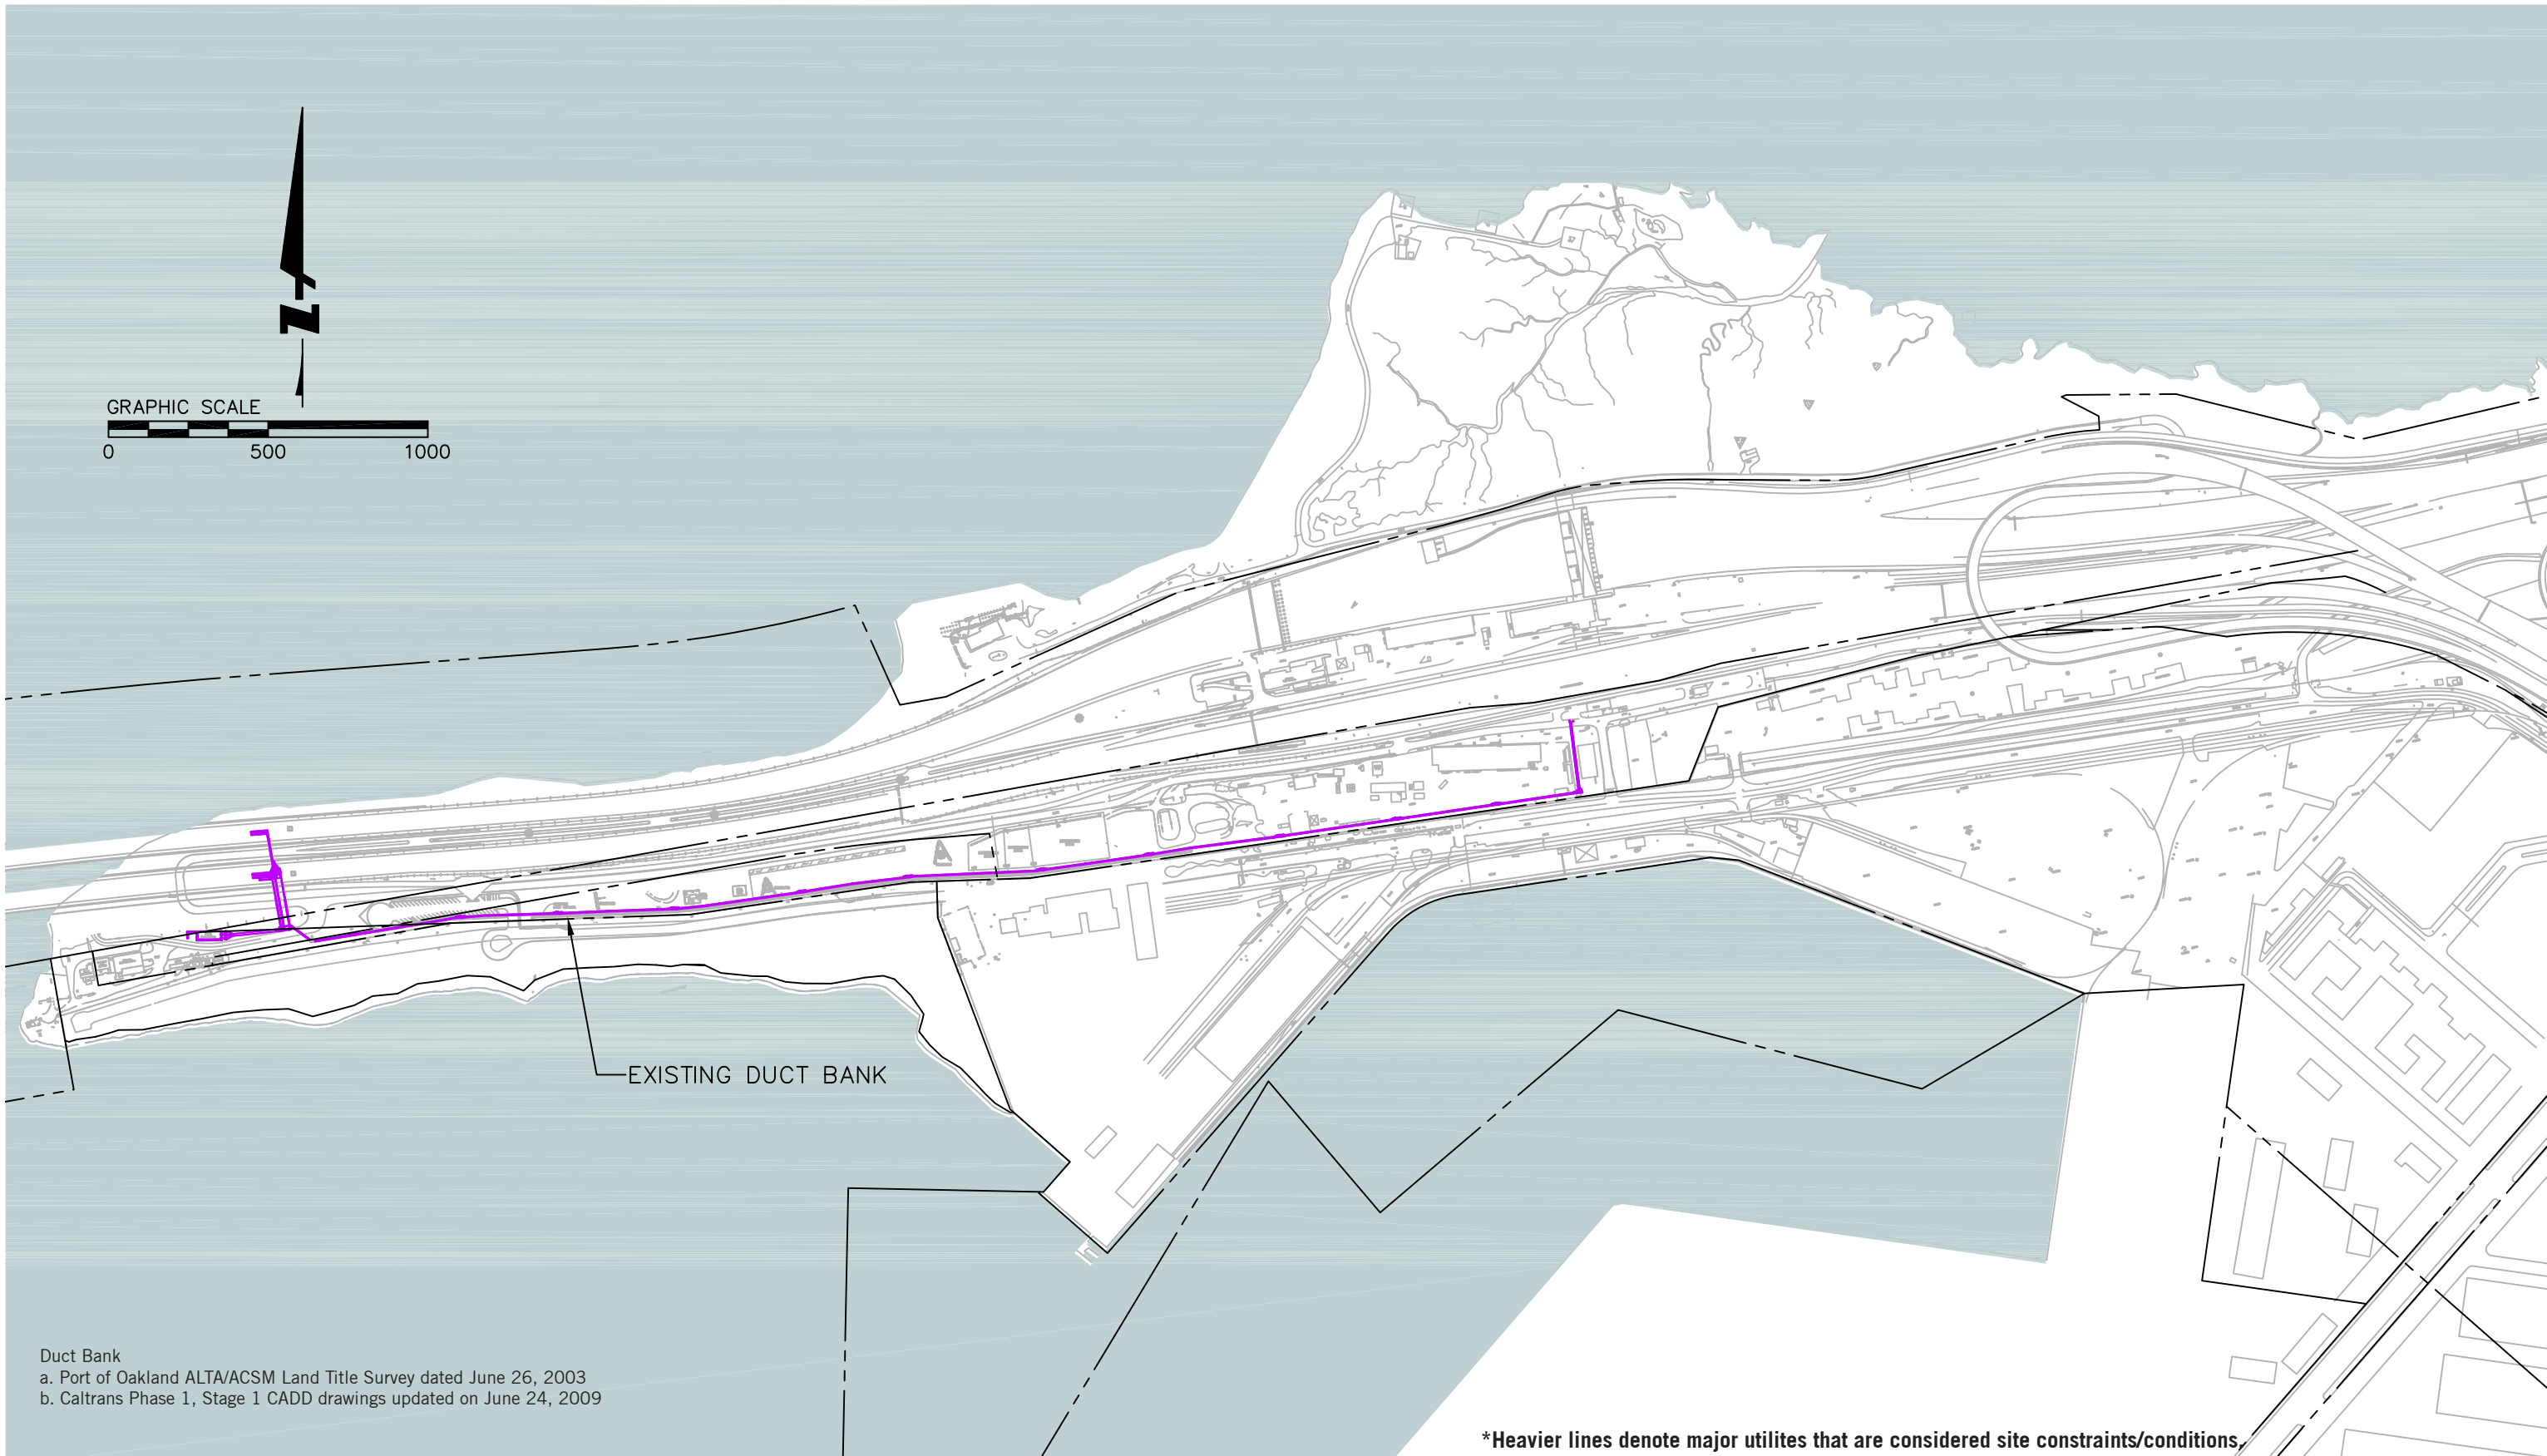 N
GRAPHIC SCALE
0 500 1000
EXISTING DUCT BANK
Duct Bank
a. Port of Oakland ALTA/ACSM Land Title Survey dated June 26, 2003
b. Caltrans Phase 1, Stage 1 CADD drawings updated on June 24, 2009
*Heavier lines denote major utilites that are considered site constraints/conditions.